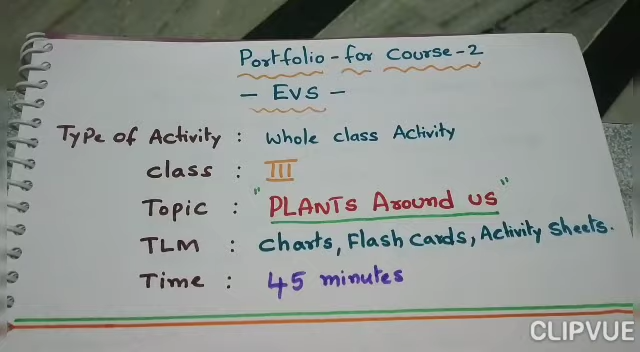 Portfolio - for Course - 2
- EVS -
Type of Activity : Whole class Activity
class : III
Topic : "PLANTs Around us"
TLM : Charts, Flash Cards, Activity Sheets.
Time : 45 minutes
CLIPVUE